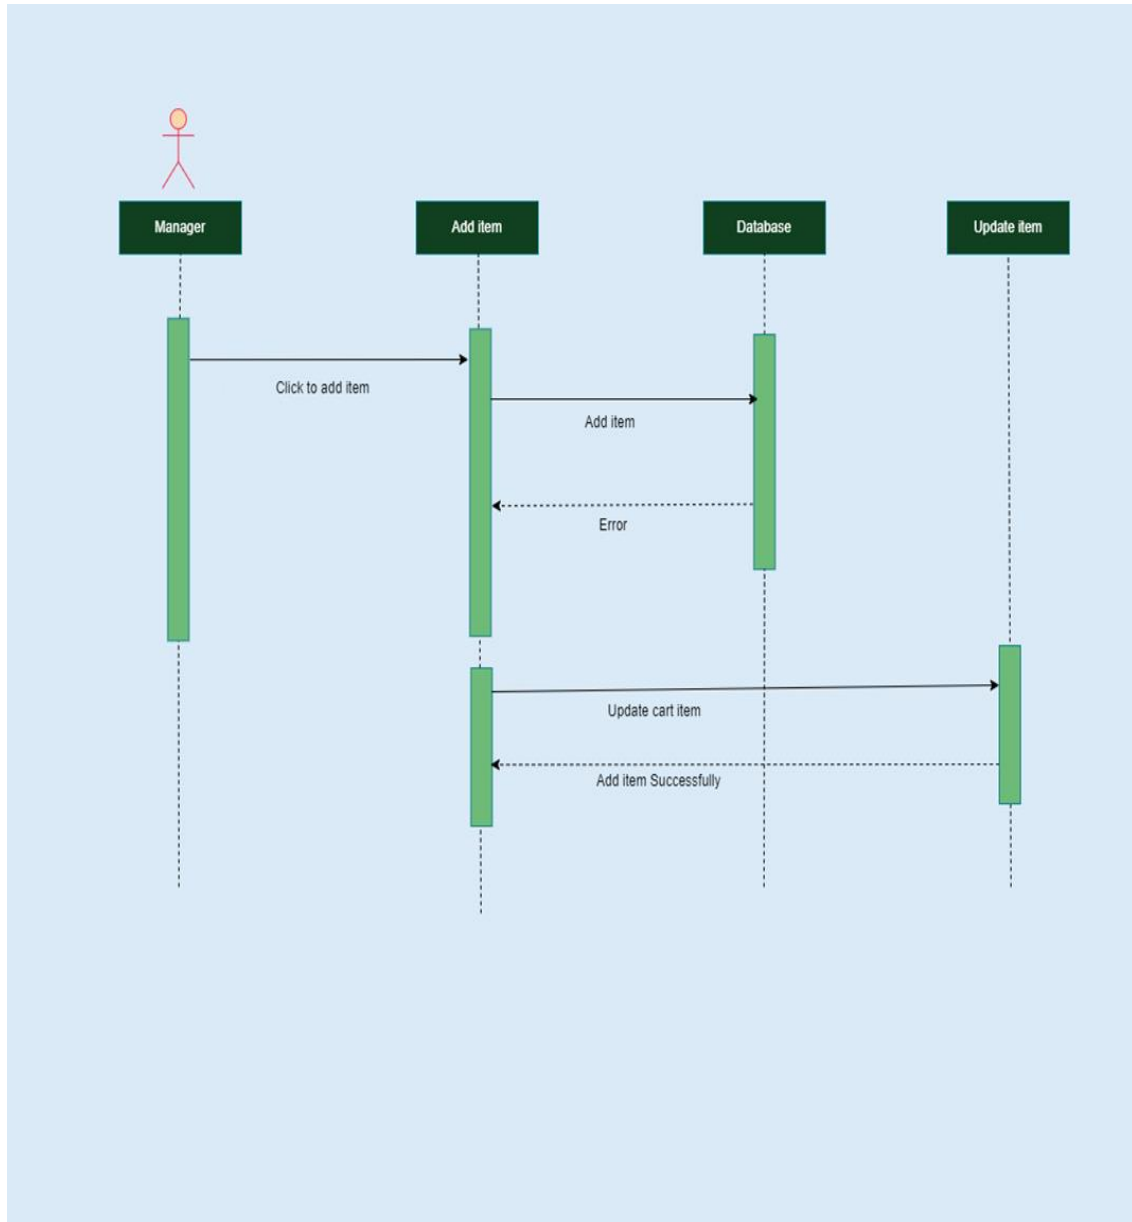 Manager
Add item
Database
Update item
Click to add item
Add item
Error
Update cart item
Add item Successfully